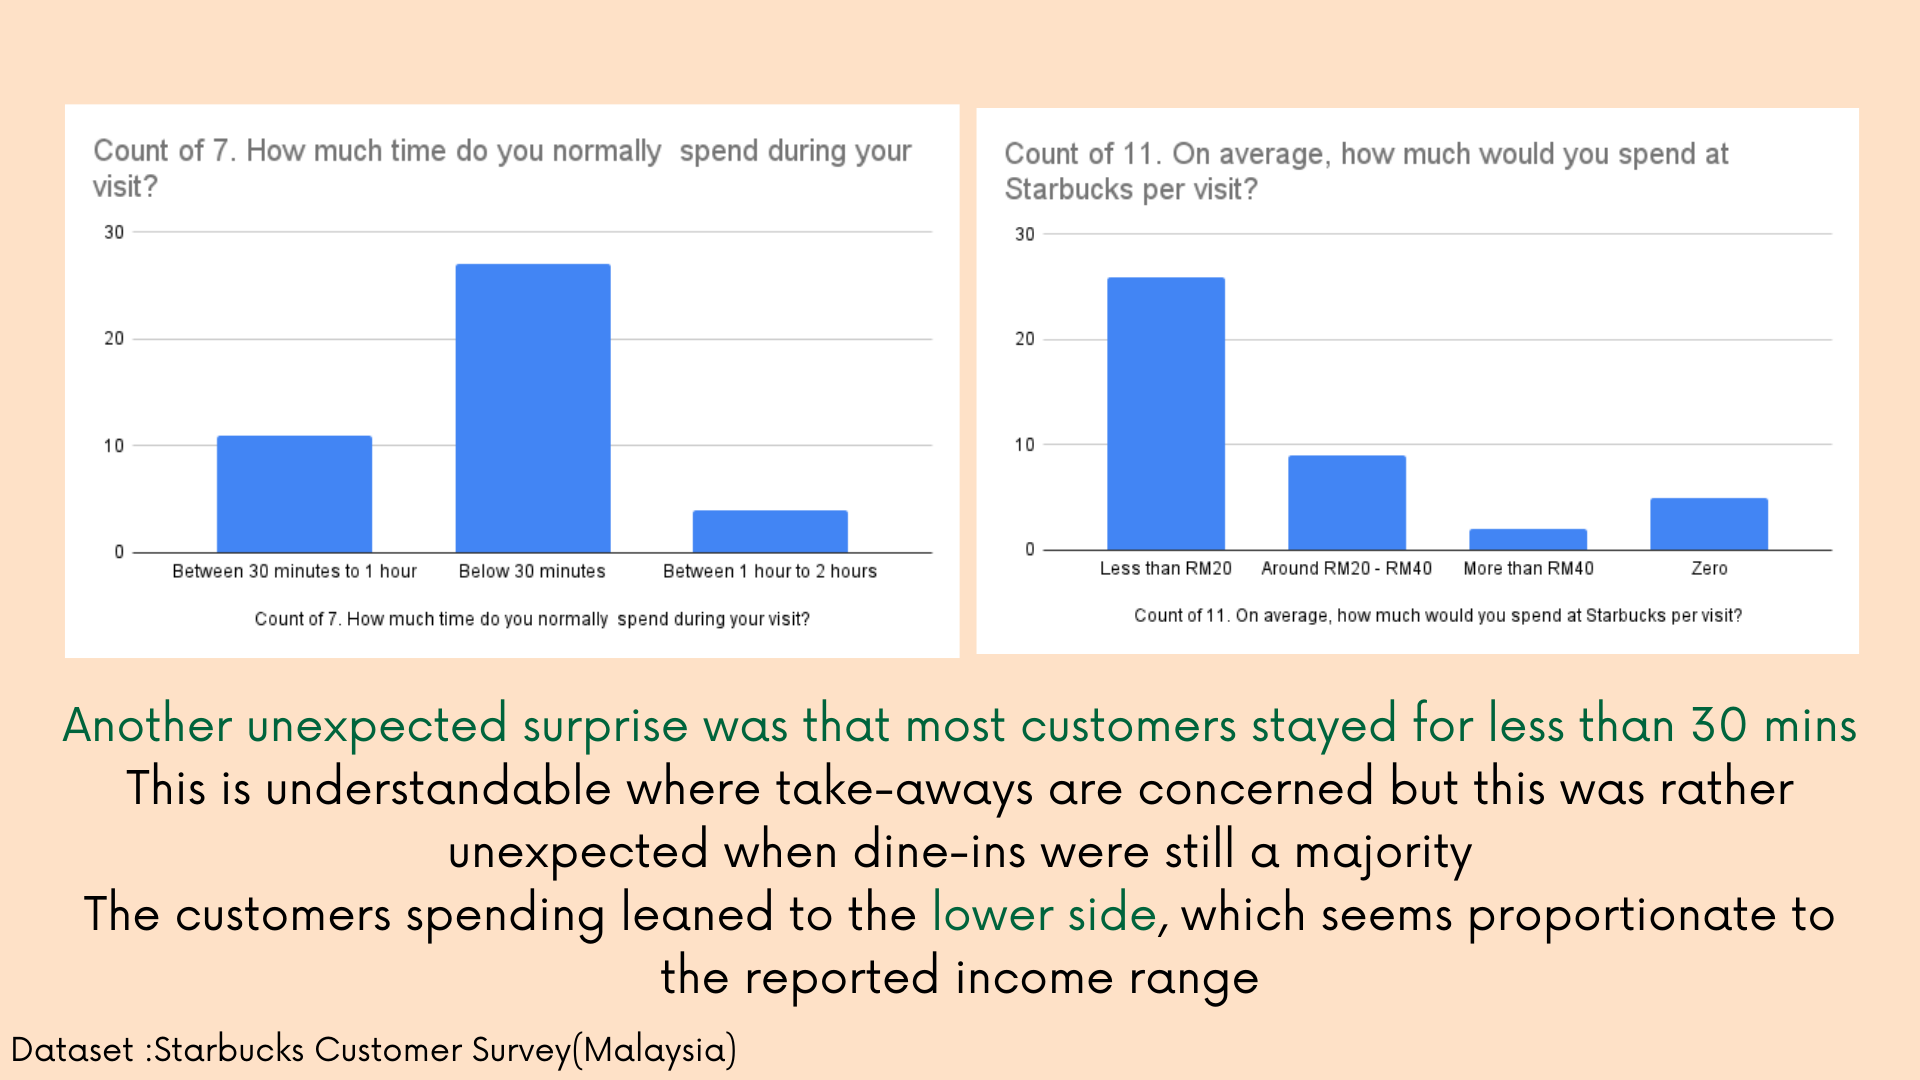 Count of 7. How much time do you normally  spend during your
visit?
30
20
10
0
Between 30 minutes to 1 hour
Below 30 minutes
Between 1 hour to 2 hours
Count of 7. How much time do you normally  spend during your visit?
Count of 11. On average, how much would you spend at
Starbucks per visit?
30
20
10
0
Less than RM20
Around RM20 - RM40
More than RM40
Zero
Count of 11. On average, how much would you spend at Starbucks per visit?
Another unexpected surprise was that most customers stayed for less than 30 mins
This is understandable where take-aways are concerned but this was rather
unexpected when dine-ins were still a majority
The customers spending leaned to the lower side, which seems proportionate to
the reported income range
Dataset :Starbucks Customer Survey(Malaysia)